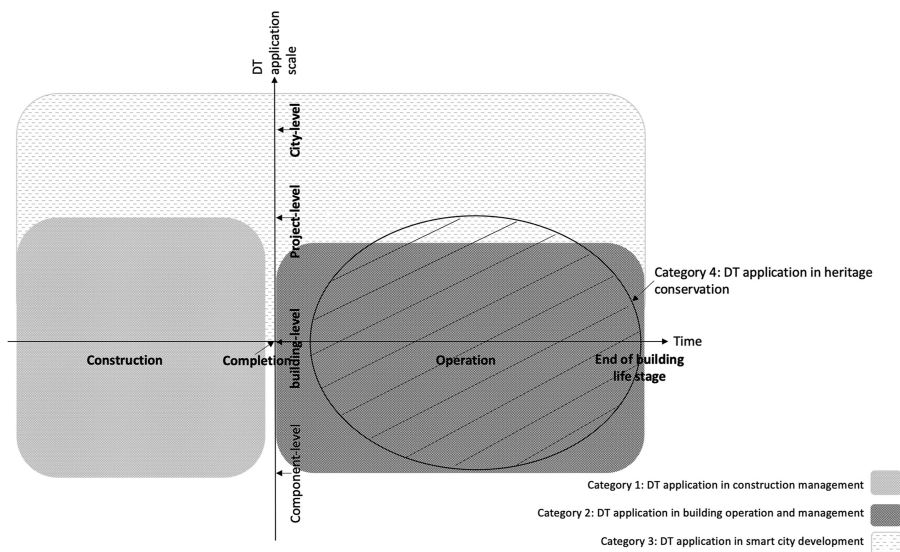 DT
application
scale
City-level
Project-level
building-level
Component-level
Category 4: DT application in heritage
conservation
Time
Construction
Completion
Operation
End of building
life stage
Category 1: DT application in construction management
Category 2: DT application in building operation and management
Category 3: DT application in smart city development